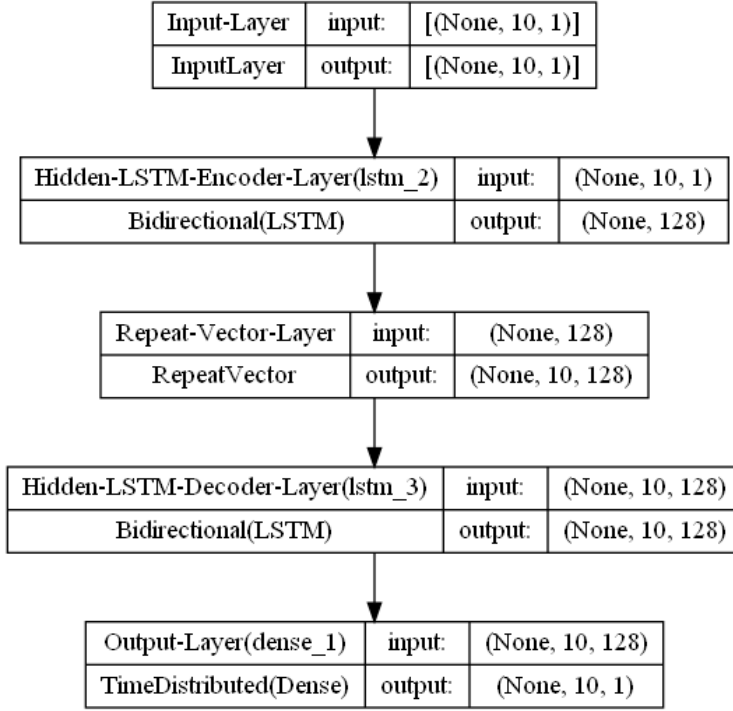 Input-Layer input: [(None, 10, 1)]
InputLayer output: [(None, 10, 1)]
Hidden-LSTM-Encoder-Layer(lstm_2) input: (None, 10, 1)
Bidirectional(LSTM) output: (None, 128)
Repeat-Vector-Layer input: (None, 128)
RepeatVector output: (None, 10, 128)
Hidden-LSTM-Decoder-Layer(lstm_3) input: (None, 10, 128)
Bidirectional(LSTM) output: (None, 10, 128)
Output-Layer(dense_1) input: (None, 10, 128)
TimeDistributed(Dense) output: (None, 10, 1)